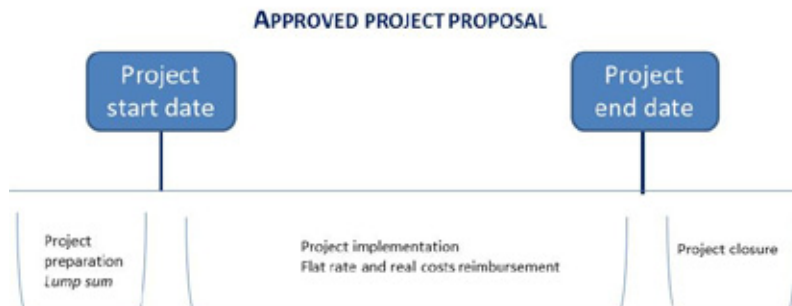 APPROVED PROJECT PROPOSAL
Project
start date
Project
end date
Project
preparation
Lump sum
Project implementation
Flat rate and real costs reimbursement
Project closure